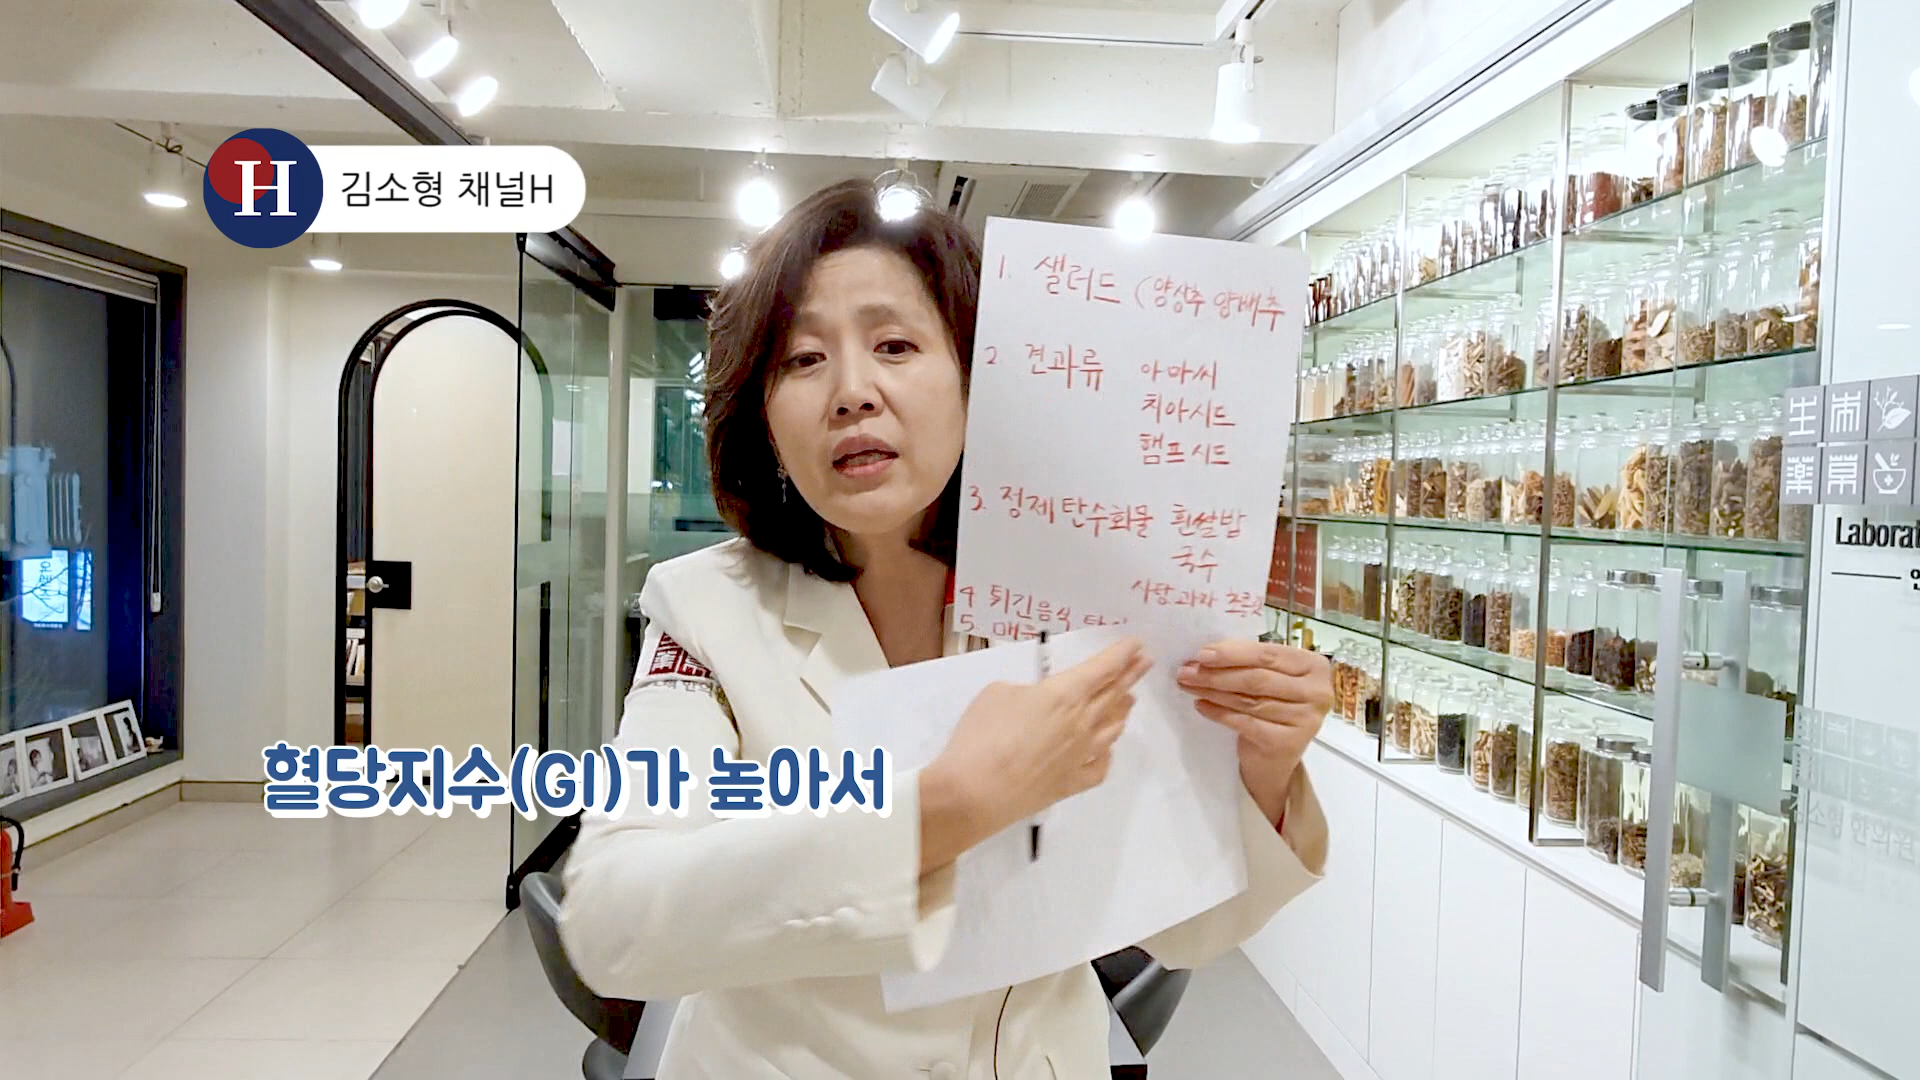 H 김소형 채널H
1. 샐러드 (양상추 양배추
2 견과류 아마씨
치아시드
햄프시드
3. 정제탄수화물 흰쌀밥
국수
사탕 과자 초콜릿
4 튀긴음식
5.
혈당지수(GI)가 높아서
生
藥
Laborat